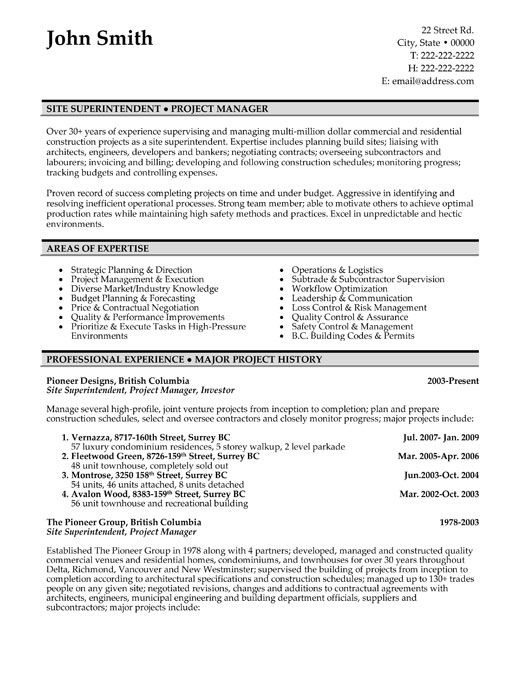 John Smith
22 Street Rd.
City, State • 00000
T: 222-222-2222
H: 222-222-2222
E: email@address.com
SITE SUPERINTENDENT ● PROJECT MANAGER
Over 30+ years of experience supervising and managing multi-million dollar commercial and residential
construction projects as a site superintendent. Expertise includes planning build sites; liaising with
architects, engineers, developers and bankers; negotiating contracts; overseeing subcontractors and
labourers; invoicing and billing; developing and following construction schedules; monitoring progress;
tracking budgets and controlling expenses.
Proven record of success completing projects on time and under budget. Aggressive in identifying and
resolving inefficient operational processes. Strong team member; able to motivate others to achieve optimal
production rates while maintaining high safety methods and practices. Excel in unpredictable and hectic
environments.
AREAS OF EXPERTISE
• Strategic Planning & Direction
• Project Management & Execution
• Diverse Market/Industry Knowledge
• Budget Planning & Forecasting
• Price & Contractual Negotiation
• Quality & Performance Improvements
• Prioritize & Execute Tasks in High-Pressure
Environments
• Operations & Logistics
• Subtrade & Subcontractor Supervision
• Workflow Optimization
• Leadership & Communication
• Loss Control & Risk Management
• Quality Control & Assurance
• Safety Control & Management
• B.C. Building Codes & Permits
PROFESSIONAL EXPERIENCE ● MAJOR PROJECT HISTORY
Pioneer Designs, British Columbia 2003-Present
Site Superintendent, Project Manager, Investor
Manage several high-profile, joint venture projects from inception to completion; plan and prepare
construction schedules, select and oversee contractors and closely monitor progress; major projects include:
1. Vernazza, 8717-160th Street, Surrey BC Jul. 2007- Jan. 2009
57 luxury condominium residences, 5 storey walkup, 2 level parkade
2. Fleetwood Green, 8726-159th Street, Surrey BC Mar. 2005-Apr. 2006
48 unit townhouse, completely sold out
3. Montrose, 3250 158th Street, Surrey BC Jun.2003-Oct. 2004
54 units, 46 units attached, 8 units detached
4. Avalon Wood, 8383-159th Street, Surrey BC Mar. 2002-Oct. 2003
56 unit townhouse and recreational building
The Pioneer Group, British Columbia 1978-2003
Site Superintendent, Project Manager
Established The Pioneer Group in 1978 along with 4 partners; developed, managed and constructed quality
commercial venues and residential homes, condominiums, and townhouses for over 30 years throughout
Delta, Richmond, Vancouver and New Westminster; supervised the building of projects from inception to
completion according to architectural specifications and construction schedules; managed up to 130+ trades
people on any given site; negotiated revisions, changes and additions to contractual agreements with
architects, engineers, municipal engineering and building department officials, suppliers and
subcontractors; major projects include: